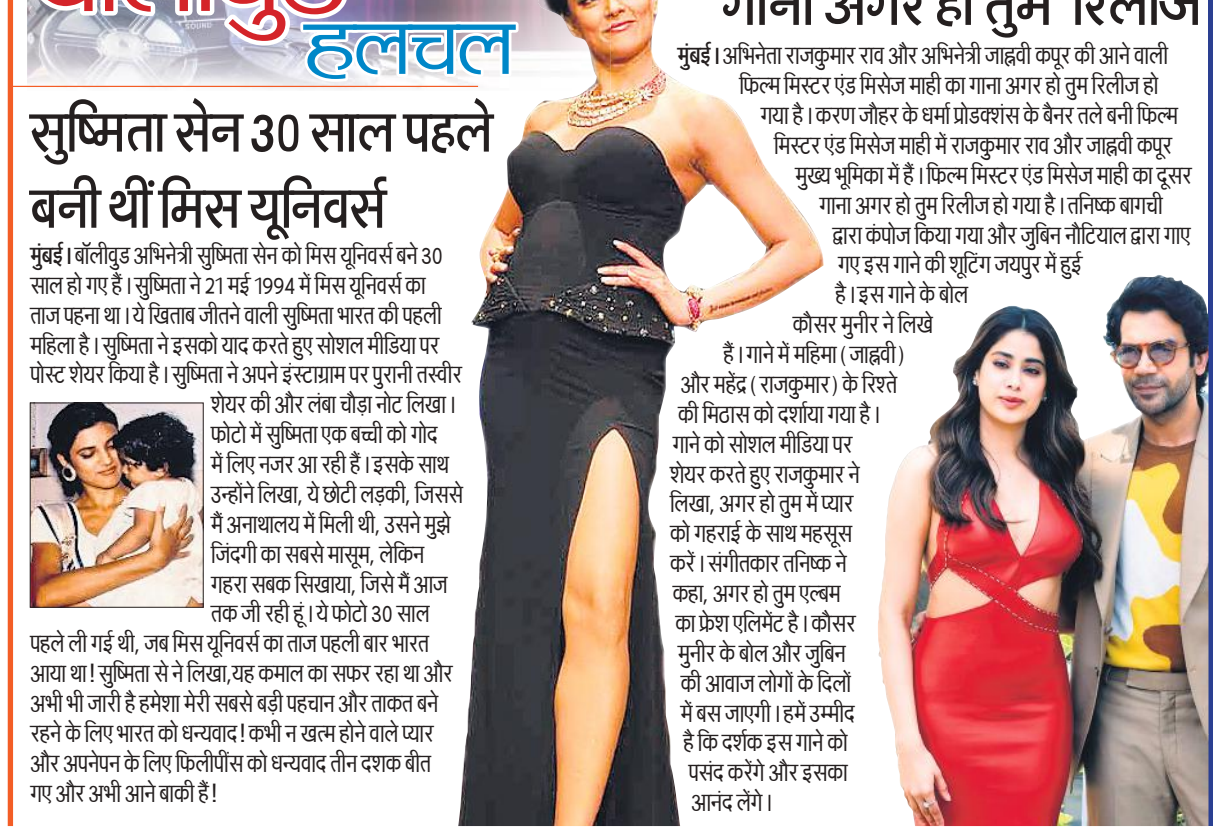 बॉलीवुड
हलचल
सुष्मिता सेन 30 साल पहले
बनी थीं मिस यूनिवर्स
मुंबई। बॉलीवुड अभिनेत्री सुष्मिता सेन को मिस यूनिवर्स बने 30
साल हो गए हैं। सुष्मिता ने 21 मई 1994 में मिस यूनिवर्स का
ताज पहना था। ये खिताब जीतने वाली सुष्मिता भारत की पहली
महिला है। सुष्मिता ने इसको याद करते हुए सोशल मीडिया पर
पोस्ट शेयर किया है। सुष्मिता ने अपने इंस्टाग्राम पर पुरानी तस्वीर
शेयर की और लंबा चौड़ा नोट लिखा।
फोटो में सुष्मिता एक बच्ची को गोद
में लिए नजर आ रही हैं। इसके साथ
उन्होंने लिखा, ये छोटी लड़की, जिससे
मैं अनाथालय में मिली थी, उसने मुझे
जिंदगी का सबसे मासूम, लेकिन
गहरा सबक सिखाया, जिसे मैं आज
तक जी रही हूं। ये फोटो 30 साल
पहले ली गई थी, जब मिस यूनिवर्स का ताज पहली बार भारत
आया था! सुष्मिता से ने लिखा,यह कमाल का सफर रहा था और
अभी भी जारी है हमेशा मेरी सबसे बड़ी पहचान और ताकत बने
रहने के लिए भारत को धन्यवाद! कभी न खत्म होने वाले प्यार
और अपनेपन के लिए फिलीपींस को धन्यवाद तीन दशक बीत
गए और अभी आने बाकी हैं!
गाना अगर हो तुम रिलीज
मुंबई। अभिनेता राजकुमार राव और अभिनेत्री जाह्नवी कपूर की आने वाली
फिल्म मिस्टर एंड मिसेज माही का गाना अगर हो तुम रिलीज हो
गया है। करण जौहर के धर्मा प्रोडक्शंस के बैनर तले बनी फिल्म
मिस्टर एंड मिसेज माही में राजकुमार राव और जाह्नवी कपूर
मुख्य भूमिका में हैं। फिल्म मिस्टर एंड मिसेज माही का दूसर
गाना अगर हो तुम रिलीज हो गया है। तनिष्क बागची
द्वारा कंपोज किया गया और जुबिन नौटियाल द्वारा गाए
गए इस गाने की शूटिंग जयपुर में हुई
है। इस गाने के बोल
कौसर मुनीर ने लिखे
हैं। गाने में महिमा ( जाह्नवी )
और महेंद्र ( राजकुमार ) के रिश्ते
की मिठास को दर्शाया गया है।
गाने को सोशल मीडिया पर
शेयर करते हुए राजकुमार ने
लिखा, अगर हो तुम में प्यार
को गहराई के साथ महसूस
करें। संगीतकार तनिष्क ने
कहा, अगर हो तुम एल्बम
का फ्रेश एलिमेंट है। कौसर
मुनीर के बोल और जुबिन
की आवाज लोगों के दिलों
में बस जाएगी। हमें उम्मीद
है कि दर्शक इस गाने को
पसंद करेंगे और इसका
आनंद लेंगे।